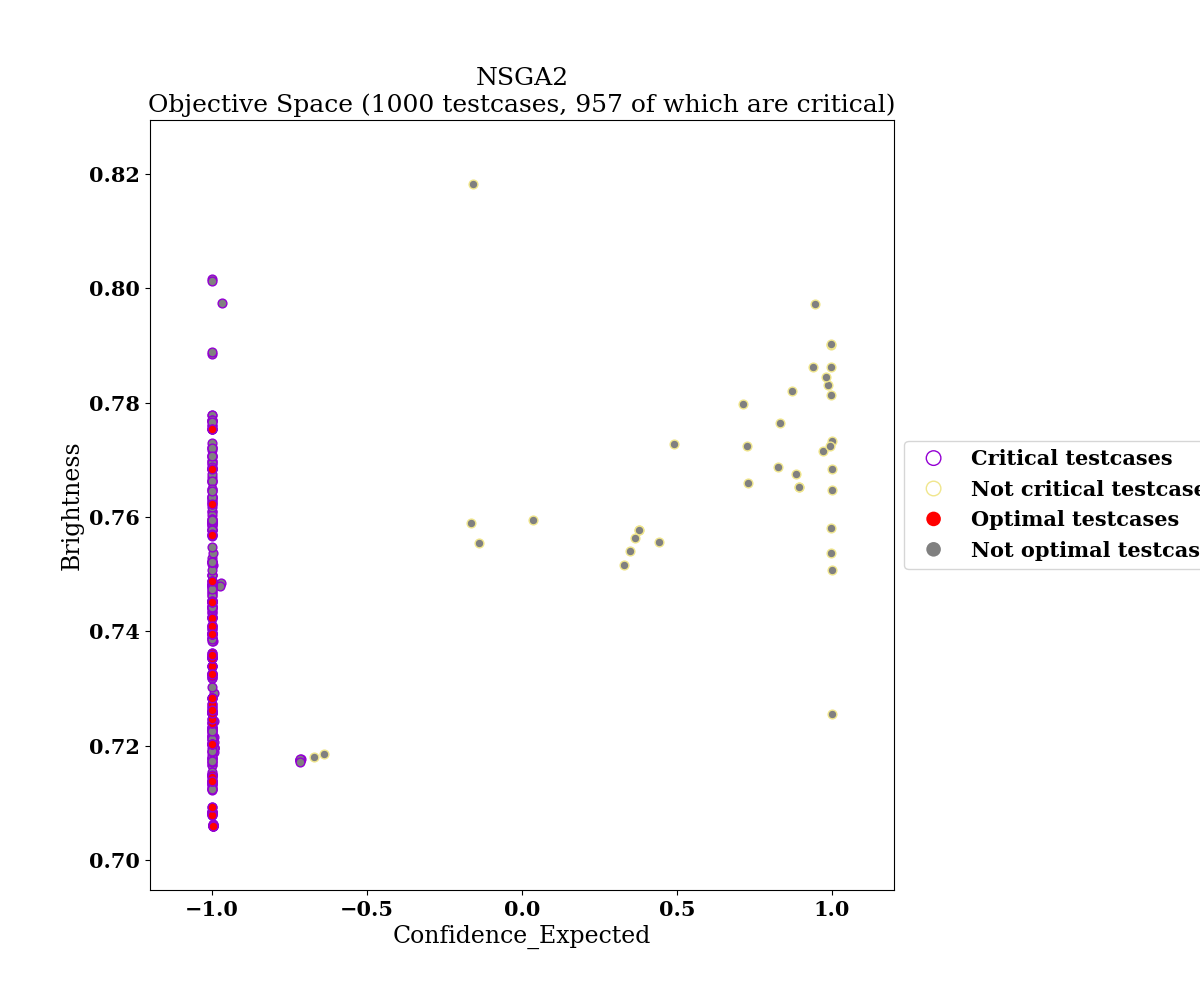 NSGA2
Objective Space (1000 testcases, 957 of which are critical)
0.82
0.80
0.78
0.76
0.74
0.72
0.70
Brightness
−1.0
−0.5
0.0
0.5
1.0
Confidence_Expected
Critical testcases
Not critical testcase
Optimal testcases
Not optimal testcas